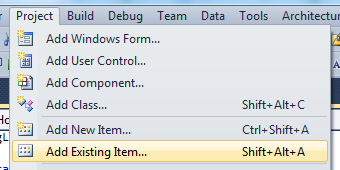 Project Build Debug Team Data Tools Architectur
Add Windows Form...
Add User Control...
Add Component...
Add Class... Shift+Alt+C
Add New Item... Ctrl+Shift+A
Add Existing Item... Shift+Alt+A